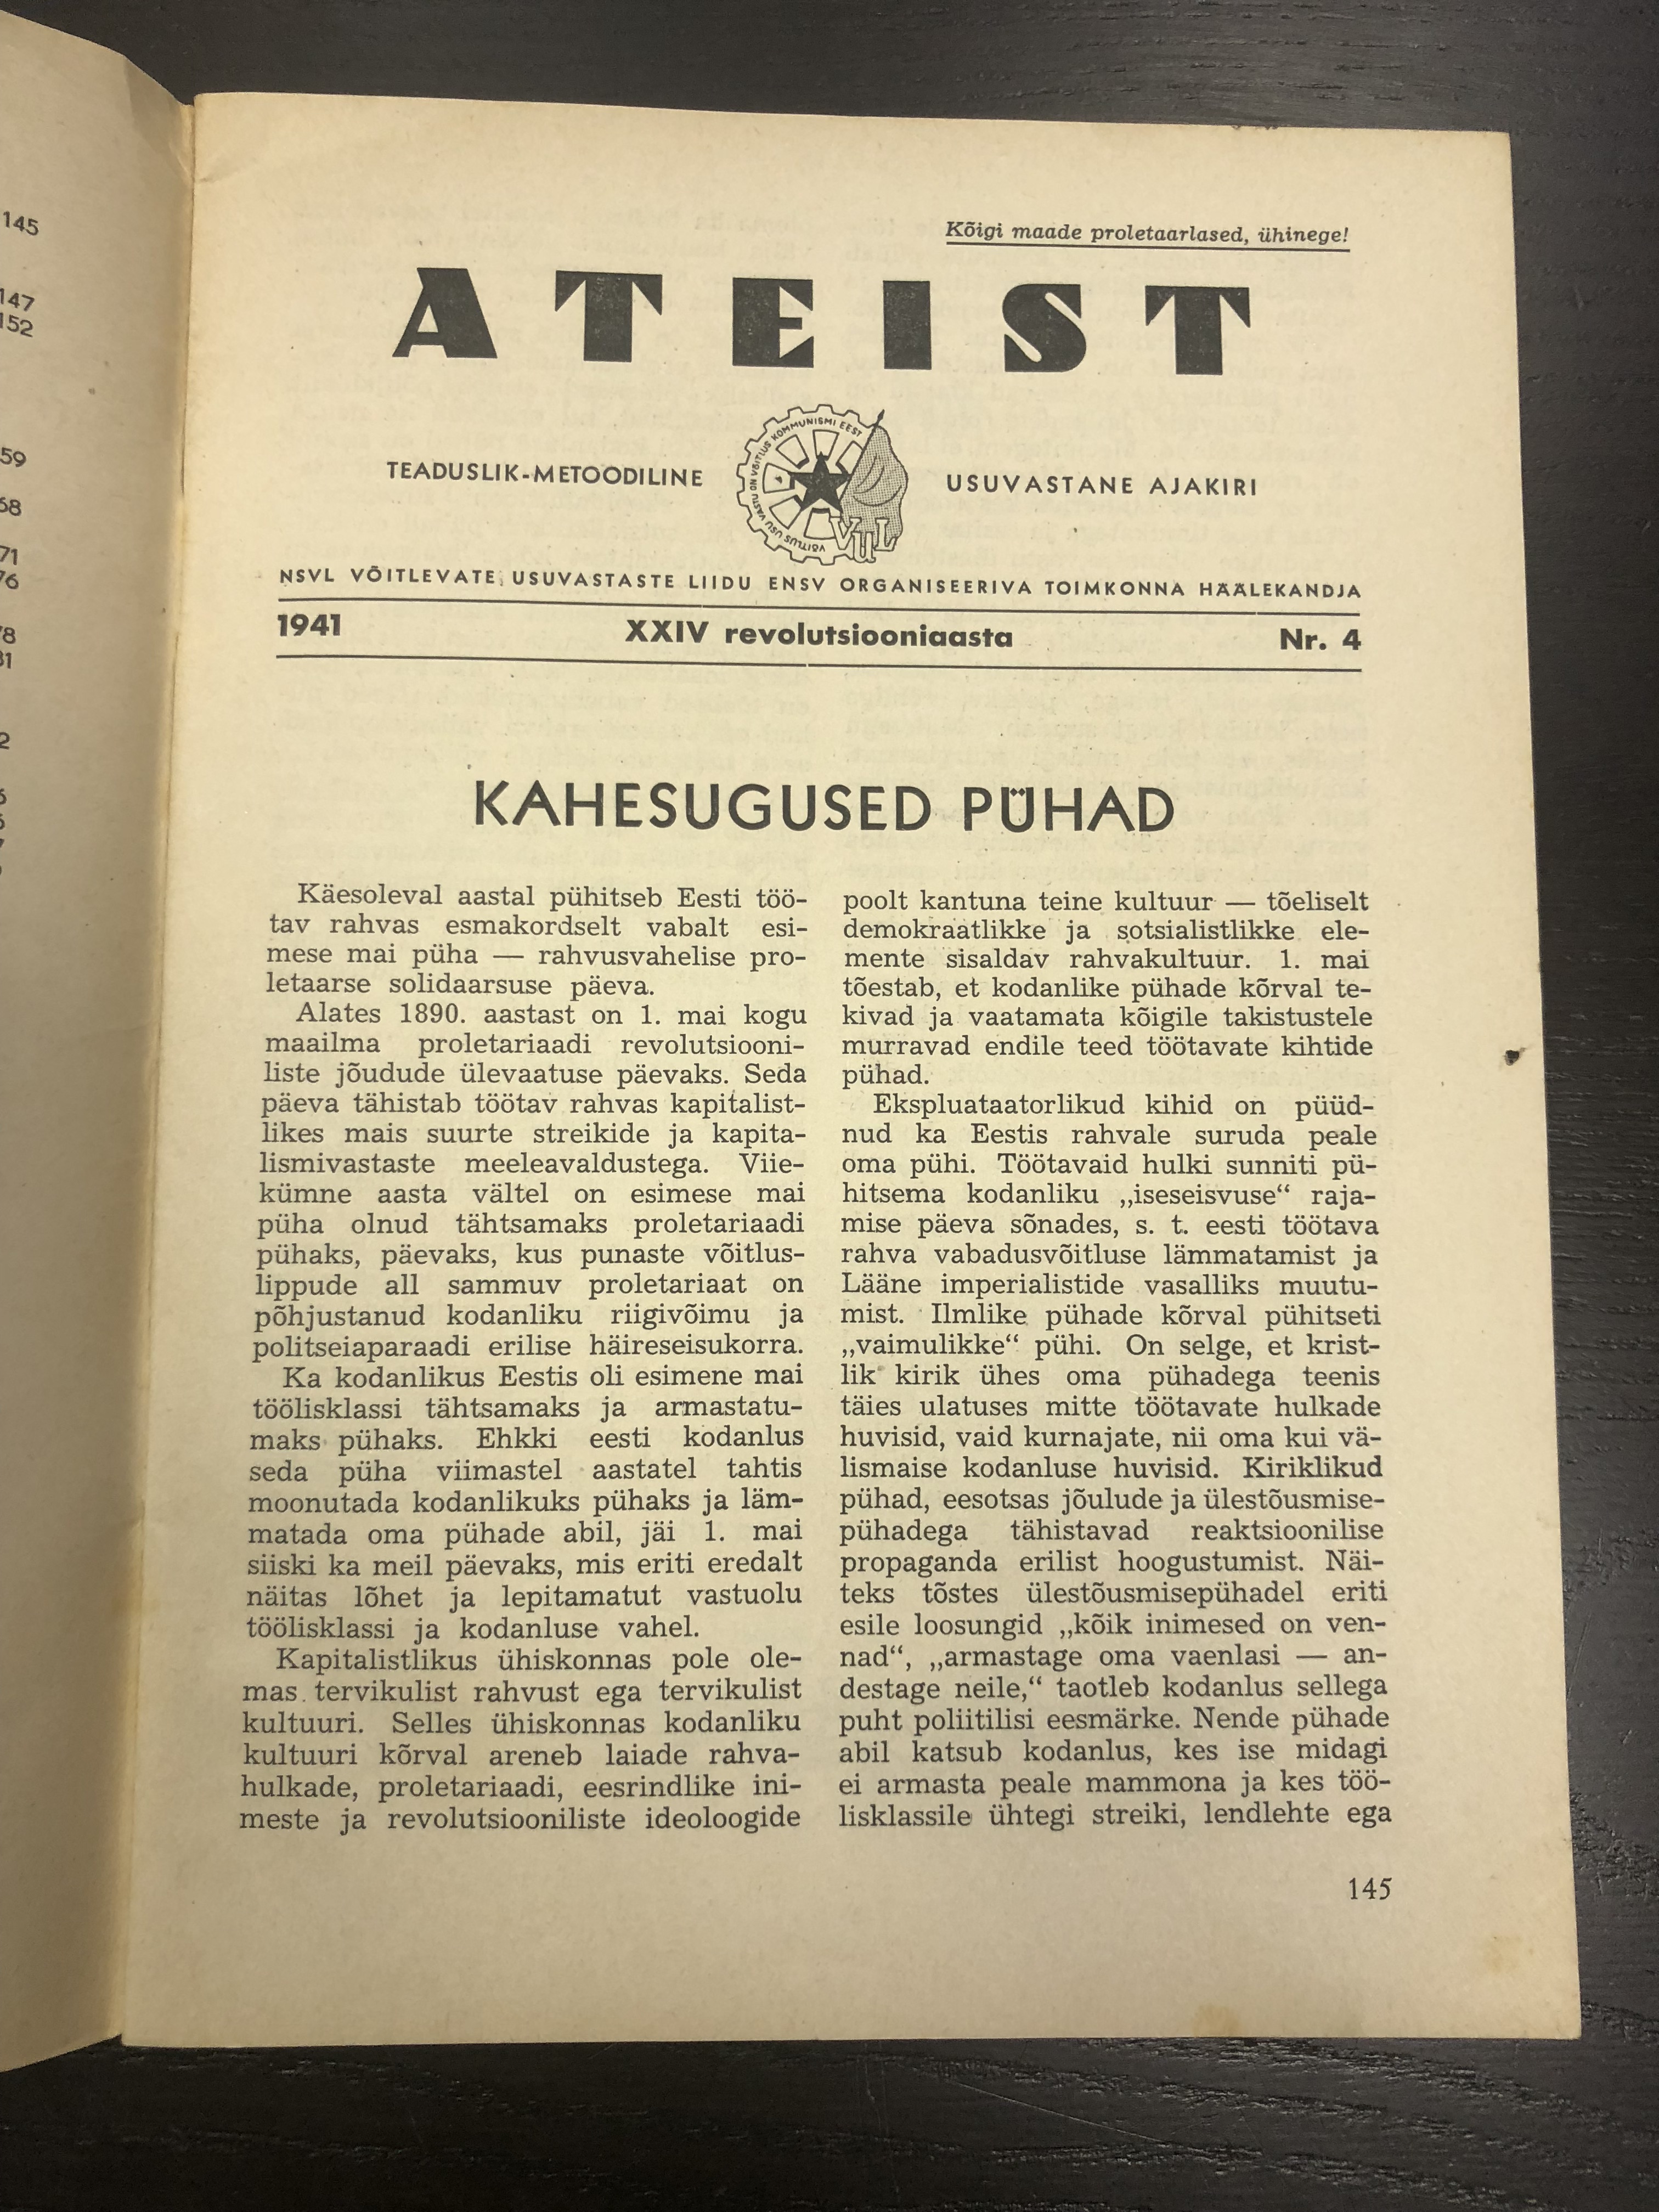 145
147
152
59
68
71
76
78
81
2
Kõigi maade proletaarlased, ühinege!
ATEIST
TEADUSLIK-METOODILINE
VÕITLUS USU VASTU ON VÕITLUS KOMMUNISMI EEST
VUL
USUVASTANE AJAKIRI
NSVL VÕITLEVATE USUVASTASTE LIIDU ENSV ORGANISEERIVA TOIMKONNA HÄÄLEKANDJA
1941 XXIV revolutsiooniaasta Nr. 4
KAHESUGUSED PÜHAD
Käesoleval aastal pühitseb Eesti töö-
tav rahvas esmakordselt vabalt esi-
mese mai püha — rahvusvahelise pro-
letaarse solidaarsuse päeva.
Alates 1890. aastast on 1. mai kogu
maailma proletariaadi revolutsiooni-
liste jõudude ülevaatuse päevaks. Seda
päeva tähistab töötav rahvas kapitalist-
likes mais suurte streikide ja kapita-
lismivastaste meeleavaldustega. Viie-
kümne aasta vältel on esimese mai
püha olnud tähtsamaks proletariaadi
pühaks, päevaks, kus punaste võitlus-
lippude all sammuv proletariaat on
põhjustanud kodanliku riigivõimu ja
politseiaparaadi erilise häireseisukorra.
Ka kodanlikus Eestis oli esimene mai
töölisklassi tähtsamaks ja armastatu-
maks pühaks. Ehkki eesti kodanlus
seda püha viimastel aastatel tahtis
moonutada kodanlikuks pühaks ja läm-
matada oma pühade abil, jäi 1. mai
siiski ka meil päevaks, mis eriti eredalt
näitas lõhet ja lepitamatut vastuolu
töölisklassi ja kodanluse vahel.
Kapitalistlikus ühiskonnas pole ole-
mas tervikulist rahvust ega tervikulist
kultuuri. Selles ühiskonnas kodanliku
kultuuri kõrval areneb laiade rahva-
hulkade, proletariaadi, eesrindlike ini-
meste ja revolutsiooniliste ideoloogide
poolt kantuna teine kultuur — tõeliselt
demokraatlikke ja sotsialistlikke ele-
mente sisaldav rahvakultuur. 1. mai
tõestab, et kodanlike pühade kõrval te-
kivad ja vaatamata kõigile takistustele
murravad endile teed töötavate kihtide
pühad.
Ekspluataatorlikud kihid on püüd-
nud ka Eestis rahvale suruda peale
oma pühi. Töötavaid hulki sunniti pü-
hitsema kodanliku „iseseisvuse“ raja-
mise päeva sõnades, s. t. eesti töötava
rahva vabadusvõitluse lämmatamist ja
Lääne imperialistide vasalliks muutu-
mist. Ilmlike pühade kõrval pühitseti
„vaimulikke“ pühi. On selge, et krist-
lik kirik ühes oma pühadega teenis
täies ulatuses mitte töötavate hulkade
huvisid, vaid kurnajate, nii oma kui vä-
lismaise kodanluse huvisid. Kiriklikud
pühad, eesotsas jõulude ja ülestõusmise-
pühadega tähistavad reaktsioonilise
propaganda erilist hoogustumist. Näi-
teks tõstes ülestõusmisepühadel eriti
esile loosungid „kõik inimesed on ven-
nad“, „armastage oma vaenlasi — an-
destage neile,“ taotleb kodanlus sellega
puht poliitilisi eesmärke. Nende pühade
abil katsub kodanlus, kes ise midagi
ei armasta peale mammona ja kes töö-
lisklassile ühtegi streiki, lendlehte ega
145